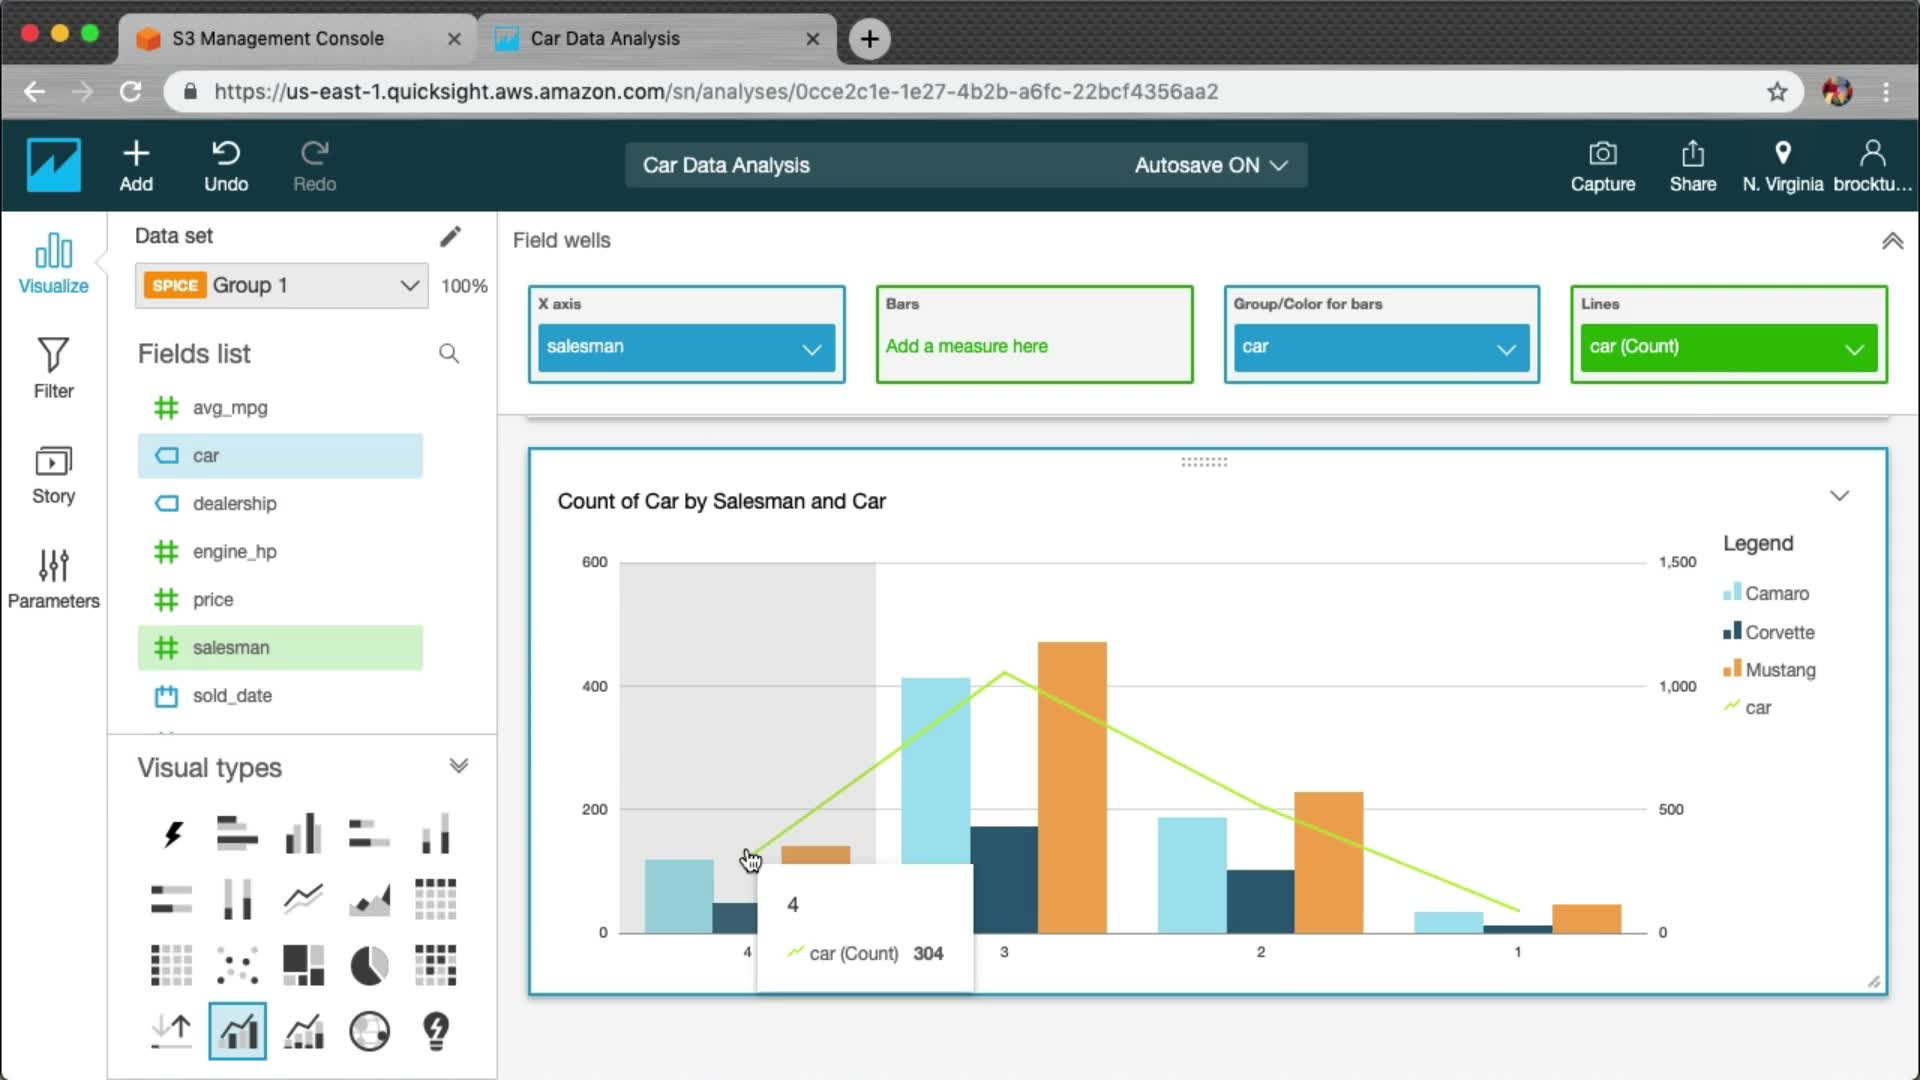 S3 Management Console
Car Data Analysis
https://us-east-1.quicksight.aws.amazon.com/sn/analyses/0cce2c1e-1e27-4b2b-a6fc-22bcf4356aa2
Add
Undo
Redo
Car Data Analysis
Autosave ON
Capture
Share
N. Virginia
brocktu...
Visualize
Filter
Story
Parameters
Data set
SPICE Group 1
100%
Fields list
avg_mpg
car
dealership
engine_hp
price
salesman
sold_date
Visual types
Field wells
X axis
salesman
Bars
Add a measure here
Group/Color for bars
car
Lines
car (Count)
Count of Car by Salesman and Car
600
400
200
0
1,500
1,000
500
0
4
3
2
1
4
car (Count) 304
Legend
Camaro
Corvette
Mustang
car